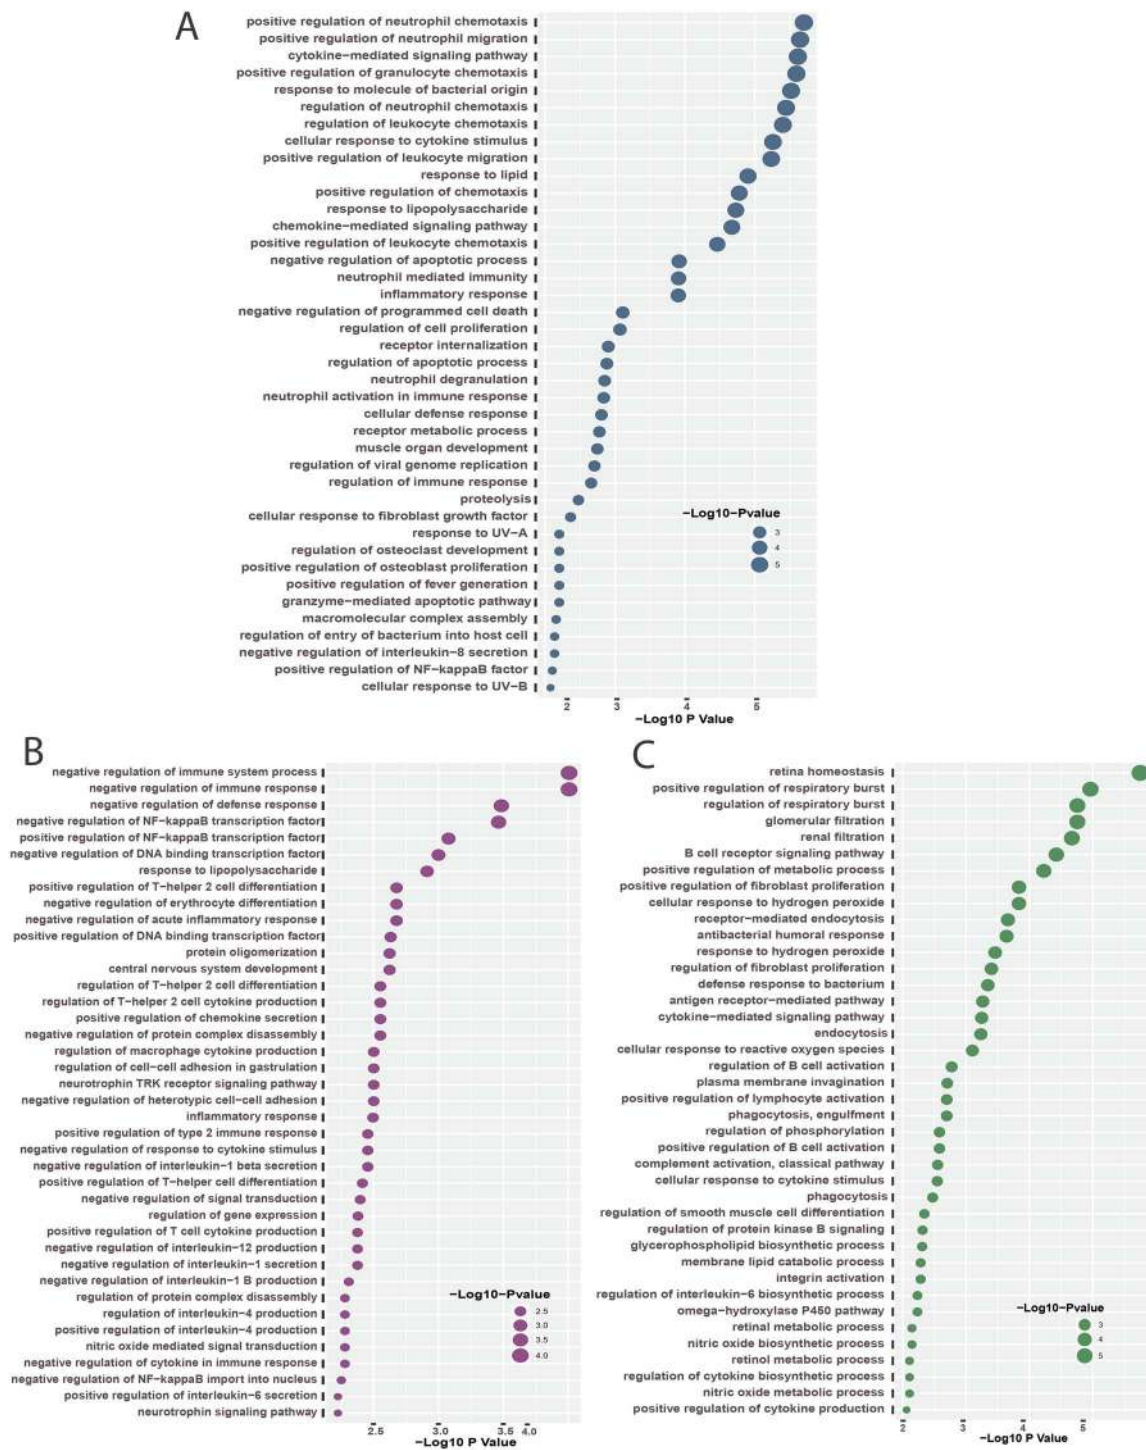 A
positive regulation of neutrophil chemotaxis
positive regulation of neutrophil migration
cytokine-mediated signaling pathway
positive regulation of granulocyte chemotaxis
response to molecule of bacterial origin
regulation of neutrophil chemotaxis
regulation of leukocyte chemotaxis
cellular response to cytokine stimulus
positive regulation of leukocyte migration
response to lipid
positive regulation of chemotaxis
response to lipopolysaccharide
chemokine-mediated signaling pathway
positive regulation of leukocyte chemotaxis
negative regulation of apoptotic process
neutrophil mediated immunity
inflammatory response
negative regulation of programmed cell death
regulation of cell proliferation
receptor internalization
regulation of apoptotic process
neutrophil degranulation
neutrophil activation in immune response
cellular defense response
receptor metabolic process
muscle organ development
regulation of viral genome replication
regulation of immune response
proteolysis
cellular response to fibroblast growth factor
response to UV-A
regulation of osteoclast development
positive regulation of osteoblast proliferation
positive regulation of fever generation
granzyme-mediated apoptotic pathway
macromolecular complex assembly
regulation of entry of bacterium into host cell
negative regulation of interleukin-8 secretion
positive regulation of NF-kappaB factor
cellular response to UV-B
-Log10-Pvalue
3
4
5
2 3 4 5
-Log10 P Value
B
negative regulation of immune system process
negative regulation of immune response
negative regulation of defense response
negative regulation of NF-kappaB transcription factor
positive regulation of NF-kappaB transcription factor
negative regulation of DNA binding transcription factor
response to lipopolysaccharide
positive regulation of T-helper 2 cell differentiation
negative regulation of erythrocyte differentiation
negative regulation of acute inflammatory response
positive regulation of DNA binding transcription factor
protein oligomerization
central nervous system development
regulation of T-helper 2 cell differentiation
regulation of T-helper 2 cell cytokine production
positive regulation of chemokine secretion
negative regulation of protein complex disassembly
regulation of macrophage cytokine production
regulation of cell-cell adhesion in gastrulation
neurotrophin TRK receptor signaling pathway
negative regulation of heterotypic cell-cell adhesion
inflammatory response
positive regulation of type 2 immune response
negative regulation of response to cytokine stimulus
negative regulation of interleukin-1 beta secretion
positive regulation of T-helper cell differentiation
negative regulation of signal transduction
regulation of gene expression
positive regulation of T cell cytokine production
negative regulation of interleukin-12 production
negative regulation of interleukin-1 secretion
negative regulation of interleukin-1 B production
regulation of protein complex disassembly
regulation of interleukin-4 production
positive regulation of interleukin-4 production
nitric oxide mediated signal transduction
negative regulation of cytokine in immune response
negative regulation of NF-kappaB import into nucleus
positive regulation of interleukin-6 secretion
neurotrophin signaling pathway
-Log10-Pvalue
2.5
3.0
3.5
4.0
2.5 3.0 3.5 4.0
-Log10 P Value
C
retina homeostasis
positive regulation of respiratory burst
regulation of respiratory burst
glomerular filtration
renal filtration
B cell receptor signaling pathway
positive regulation of metabolic process
positive regulation of fibroblast proliferation
cellular response to hydrogen peroxide
receptor-mediated endocytosis
antibacterial humoral response
response to hydrogen peroxide
regulation of fibroblast proliferation
defense response to bacterium
antigen receptor-mediated pathway
cytokine-mediated signaling pathway
endocytosis
cellular response to reactive oxygen species
regulation of B cell activation
plasma membrane invagination
positive regulation of lymphocyte activation
phagocytosis, engulfment
regulation of phosphorylation
positive regulation of B cell activation
complement activation, classical pathway
cellular response to cytokine stimulus
phagocytosis
regulation of smooth muscle cell differentiation
regulation of protein kinase B signaling
glycerophospholipid biosynthetic process
membrane lipid catabolic process
integrin activation
regulation of interleukin-6 biosynthetic process
omega-hydroxylase P450 pathway
retinal metabolic process
nitric oxide biosynthetic process
retinol metabolic process
regulation of cytokine biosynthetic process
nitric oxide metabolic process
positive regulation of cytokine production
-Log10-Pvalue
3
4
5
2 3 4 5
-Log10 P Value